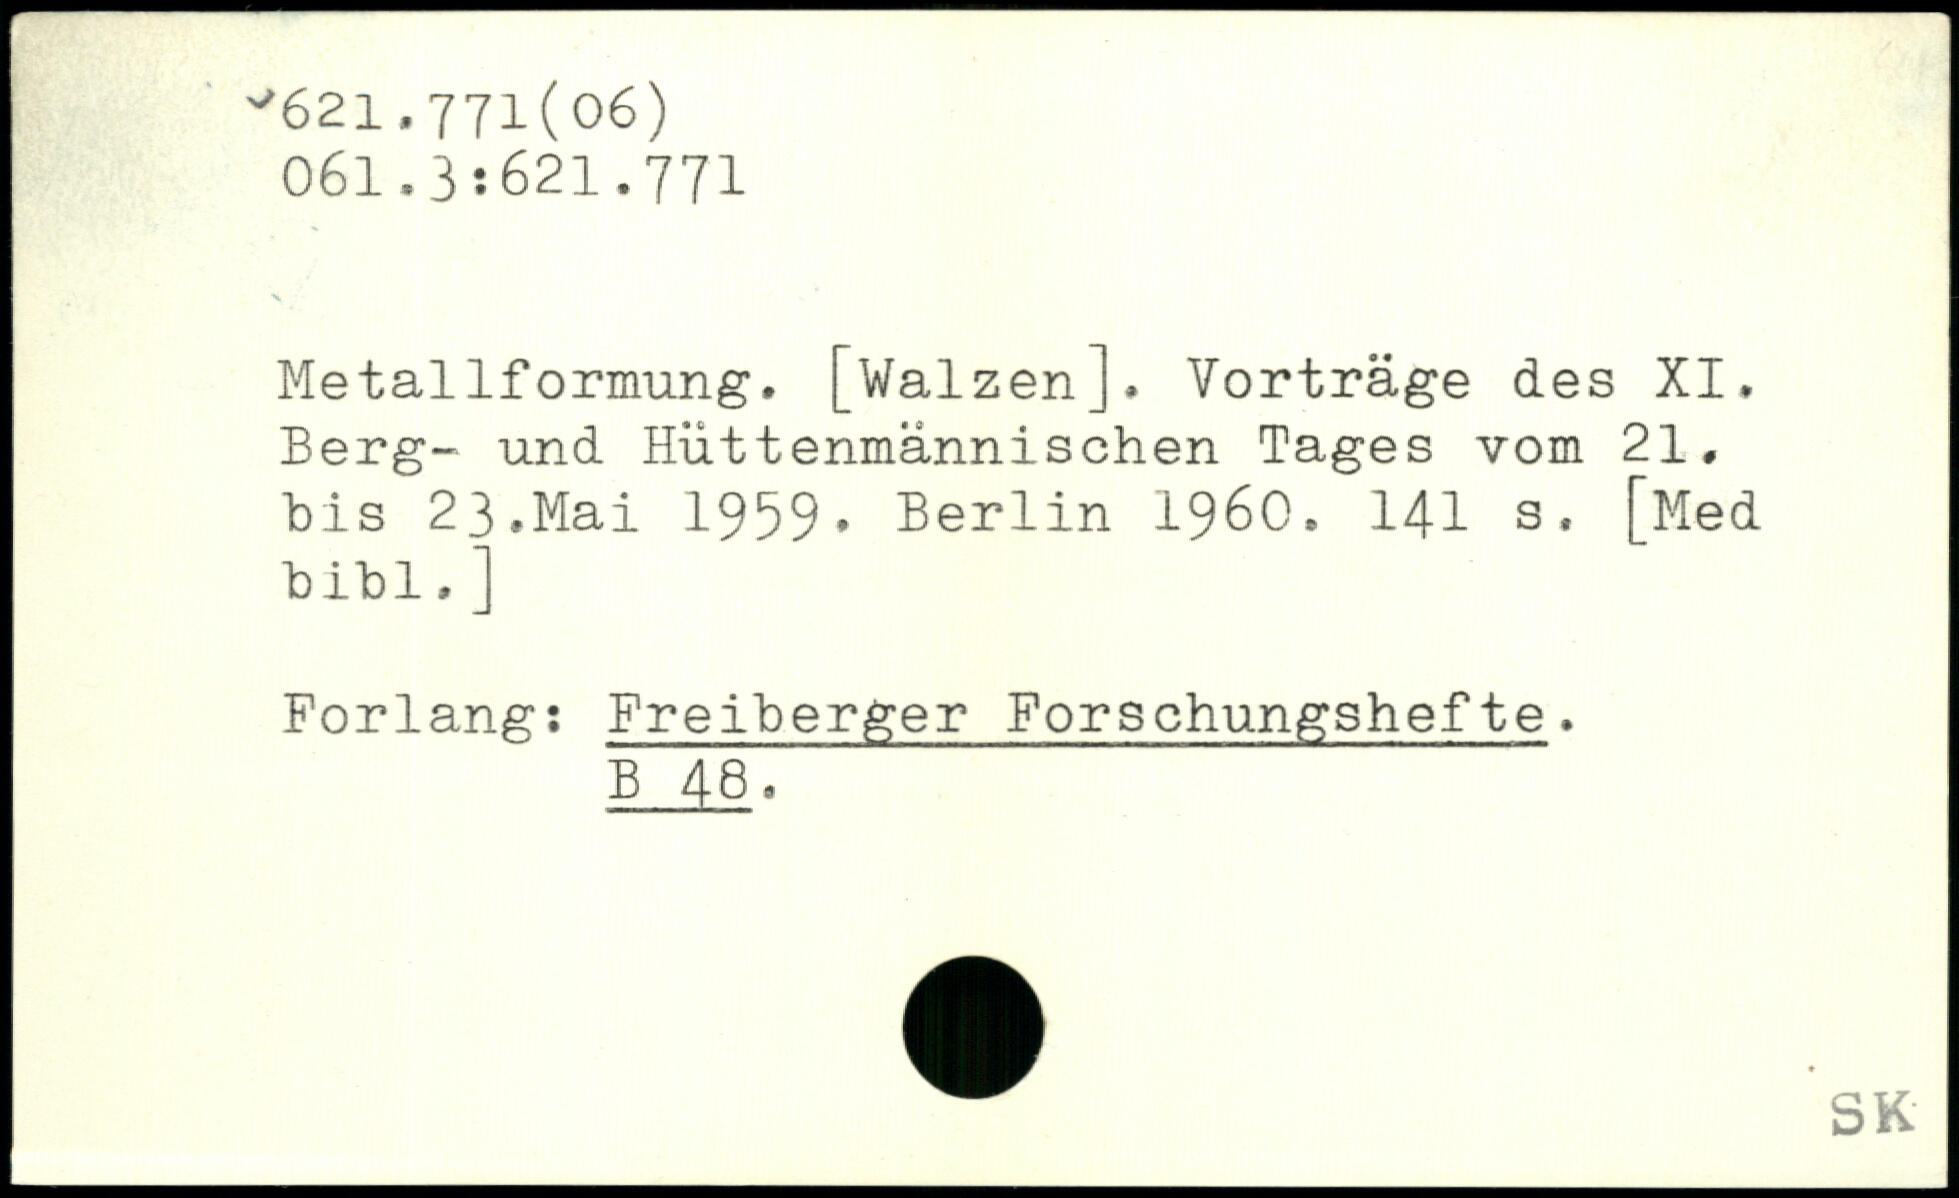 621.771(06)
061.3:621.771
Metallformung. [Walzen]. Vorträge des XI.
Berg- und Hüttenmännischen Tages vom 21.
bis 23.Mai 1959. Berlin 1960. 141 s. [Med
bibl.]
Forlang: Freiberger Forschungshefte.
B 48.
SK